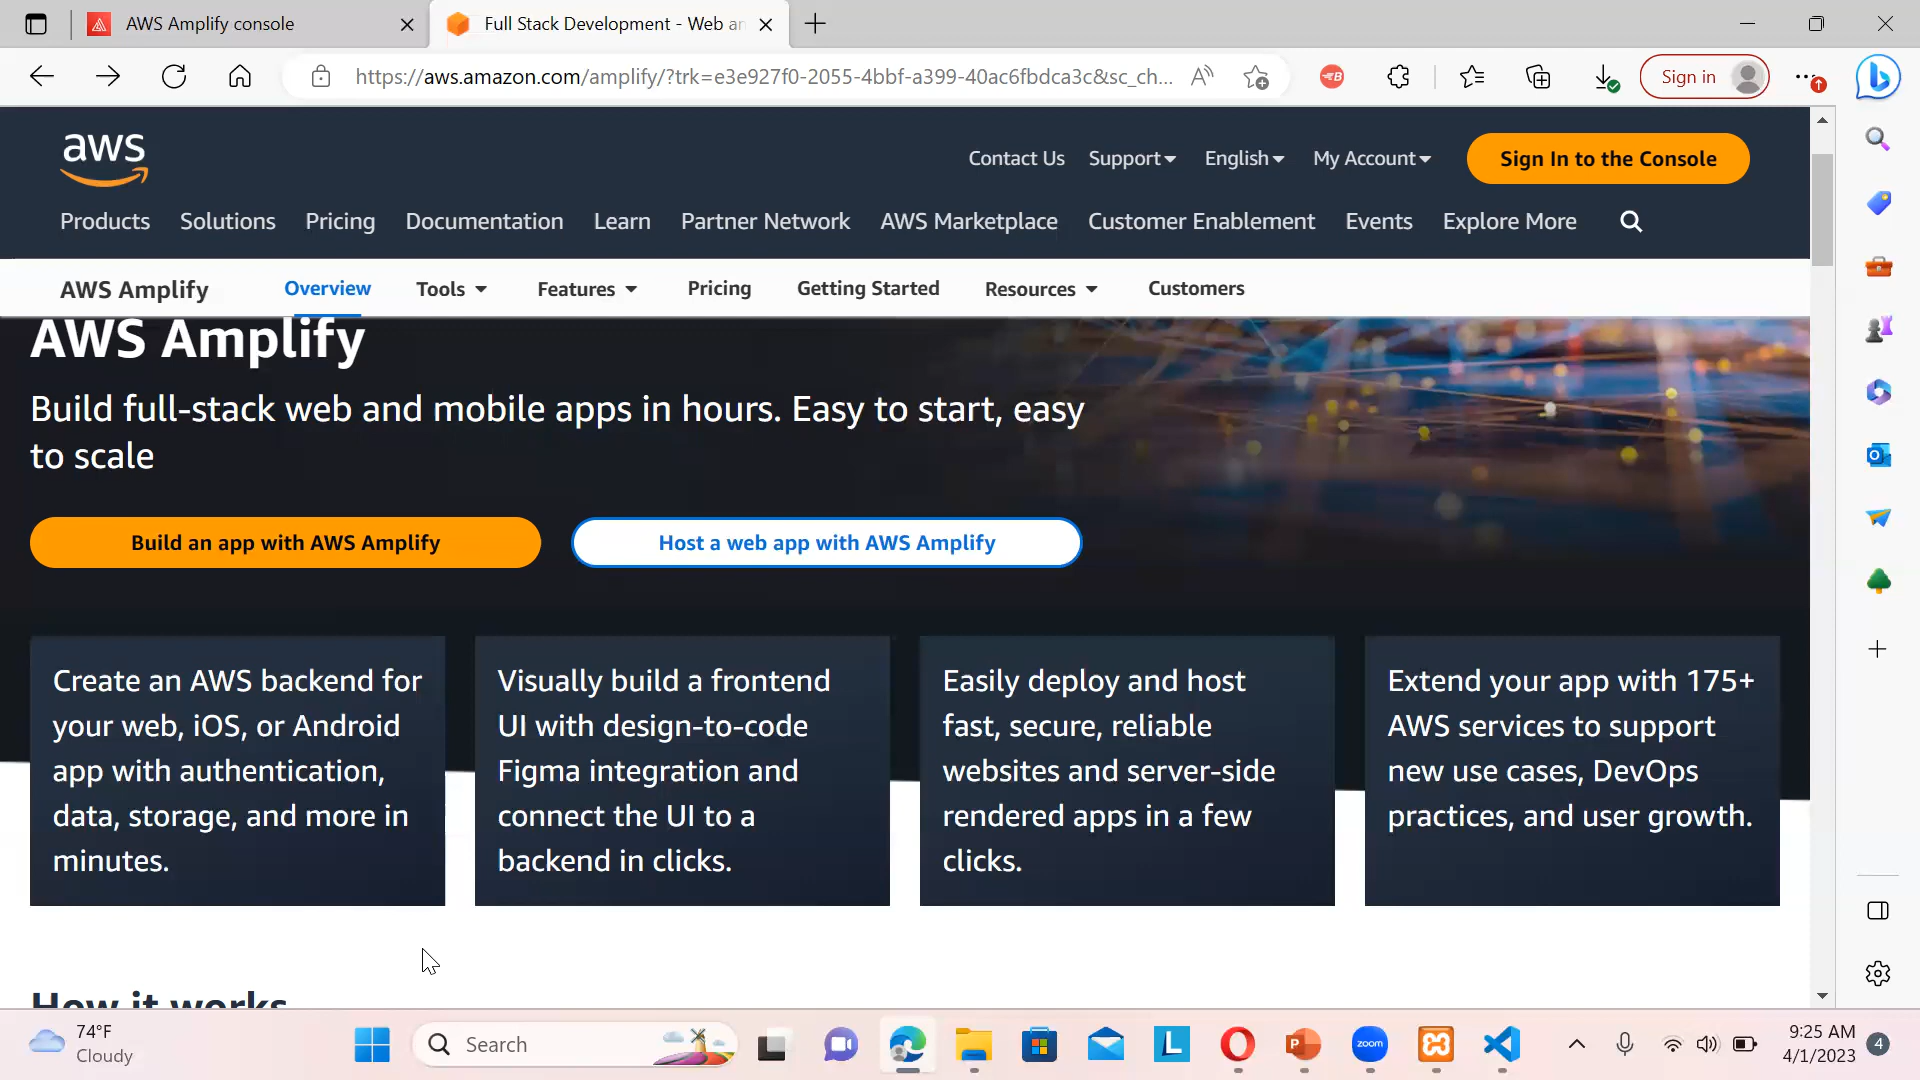 AWS Amplify console
Full Stack Development - Web an
https://aws.amazon.com/amplify/?trk=e3e927f0-2055-4bbf-a399-40ac6fbdca3c&sc_ch...
Sign in
aws
Contact Us Support English My Account Sign In to the Console
Products Solutions Pricing Documentation Learn Partner Network AWS Marketplace Customer Enablement Events Explore More
AWS Amplify Overview Tools Features Pricing Getting Started Resources Customers
AWS Amplify
Build full-stack web and mobile apps in hours. Easy to start, easy
to scale
Build an app with AWS Amplify
Host a web app with AWS Amplify
Create an AWS backend for
your web, iOS, or Android
app with authentication,
data, storage, and more in
minutes.
Visually build a frontend
UI with design-to-code
Figma integration and
connect the UI to a
backend in clicks.
Easily deploy and host
fast, secure, reliable
websites and server-side
rendered apps in a few
clicks.
Extend your app with 175+
AWS services to support
new use cases, DevOps
practices, and user growth.
How it works
74°F
Cloudy
Search
zoom
9:25 AM
4/1/2023
4